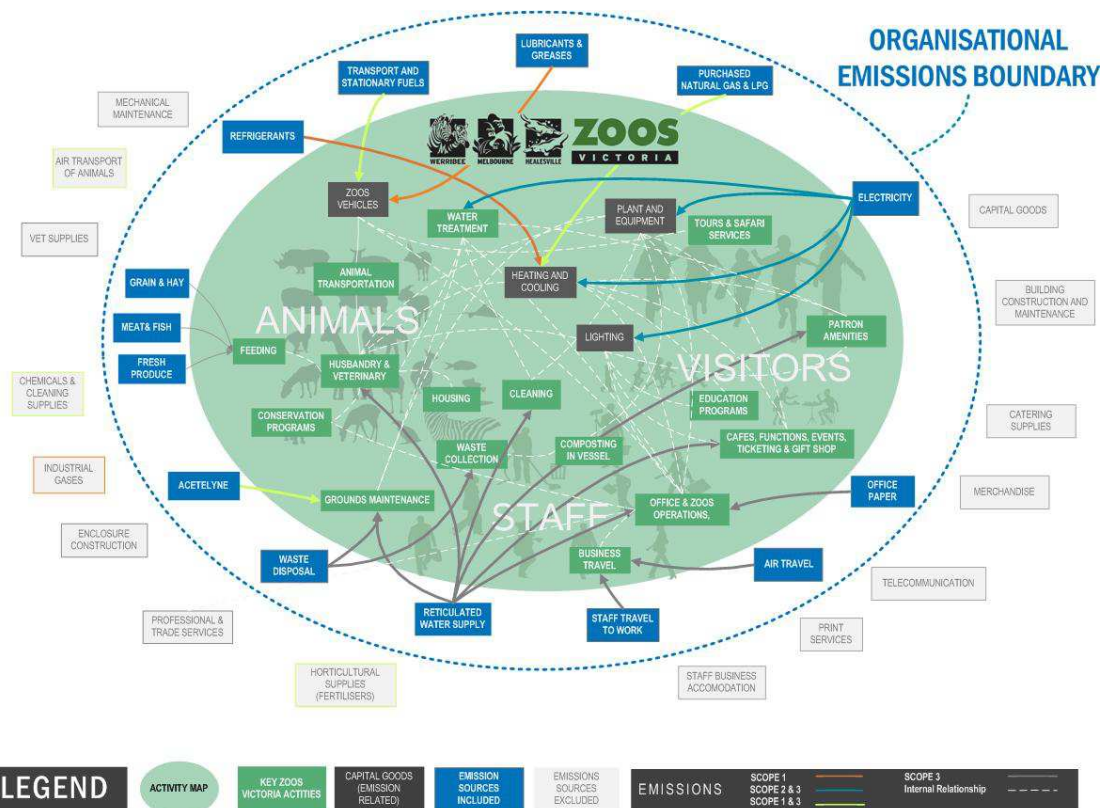 ORGANISATIONAL
EMISSIONS BOUNDARY
LUBRICANTS &
GREASES
TRANSPORT AND
STATIONARY FUELS
PURCHASED
NATURAL GAS & LPG
MECHANICAL
MAINTENANCE
REFRIGERANTS
WERRIBEE
MELBOURNE
HEALESVILLE
ZOOS
VICTORIA
AIR TRANSPORT
OF ANIMALS
ZOOS
VEHICLES
WATER
TREATMENT
PLANT AND
EQUIPMENT
TOURS & SAFARI
SERVICES
ELECTRICITY
CAPITAL GOODS
VET SUPPLIES
GRAIN & HAY
ANIMAL
TRANSPORTATION
HEATING AND
COOLING
BUILDING
CONSTRUCTION AND
MAINTENANCE
ANIMALS
MEAT& FISH
LIGHTING
PATRON
AMENITIES
FEEDING
FRESH
PRODUCE
HUSBANDRY &
VETERINARY
VISITORS
CHEMICALS &
CLEANING
SUPPLIES
HOUSING
CLEANING
EDUCATION
PROGRAMS
CONSERVATION
PROGRAMS
CATERING
SUPPLIES
WASTE
COLLECTION
COMPOSTING
IN VESSEL
CAFES, FUNCTIONS, EVENTS,
TICKETING & GIFT SHOP
INDUSTRIAL
GASES
ACETELYNE
GROUNDS MAINTENANCE
STAFF
OFFICE & ZOOS
OPERATIONS,
OFFICE
PAPER
MERCHANDISE
ENCLOSURE
CONSTRUCTION
WASTE
DISPOSAL
BUSINESS
TRAVEL
AIR TRAVEL
TELECOMMUNICATION
PROFESSIONAL &
TRADE SERVICES
RETICULATED
WATER SUPPLY
STAFF TRAVEL
TO WORK
PRINT
SERVICES
HORTICULTURAL
SUPPLIES
(FERTILISERS)
STAFF BUSINESS
ACCOMODATION
LEGEND
ACTIVITY MAP
KEY ZOOS
VICTORIA ACTITIES
CAPITAL GOODS
(EMISSION
RELATED)
EMISSION
SOURCES
INCLUDED
EMISSIONS
SOURCES
EXCLUDED
EMISSIONS
SCOPE 1
SCOPE 2 & 3
SCOPE 1 & 3
SCOPE 3
Internal Relationship